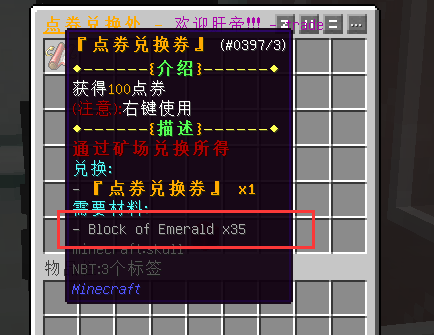 点券兑换处 - 欢迎肝帝!!! - trade
『点券兑换券』 (#0397/3)
◆------{介绍}------◆
获得100点券
(注意):右键使用
◆------{描述}------◆
通过矿场兑换所得
兑换:
- 『点券兑换券』 x1
需要材料:
- Block of Emerald x35
minecraft:skull
NBT:3个标签
Minecraft
物